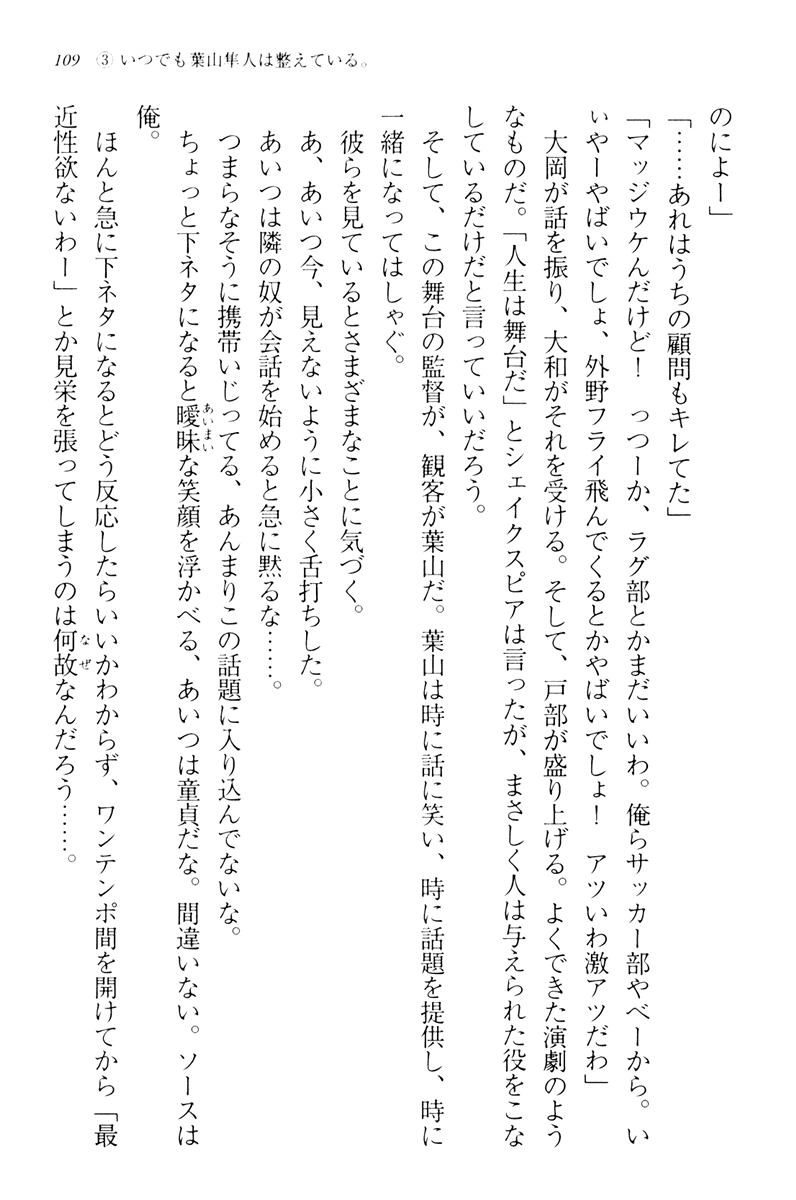 109 ③いつでも葉山隼人は整えている。
のによー」
「……あれはうちの顧問もキレてた」
「マッジウケんだけど！　っつーか、ラグ部とかまだいいわ。俺らサッカー部やべーから。い
ぃやーやばいでしょ、外野フライ飛んでくるとかやばいでしょ！　アツいわ激アツだわ」
大岡が話を振り、大和がそれを受ける。そして、戸部が盛り上げる。よくできた演劇のよう
なものだ。「人生は舞台だ」とシェイクスピアは言ったが、まさしく人は与えられた役をこな
しているだけだと言っていいだろう。
そして、この舞台の監督が、観客が葉山だ。葉山は時に話に笑い、時に話題を提供し、時に
一緒になってはしゃぐ。
彼らを見ているとさまざまなことに気づく。
あ、あいつ今、見えないように小さく舌打ちした。
あいつは隣の奴が会話を始めると急に黙るな……。
つまらなそうに携帯いじってる、あんまりこの話題に入り込んでないな。
ちょっと下ネタになると曖昧な笑顔を浮かべる、あいつは童貞だな。間違いない。ソースは
あいまい
俺。
ほんと急に下ネタになるとどう反応したらいいかわからず、ワンテンポ間を開けてから「最
近性欲ないわー」とか見栄を張ってしまうのは何故なんだろう……。
なぜ